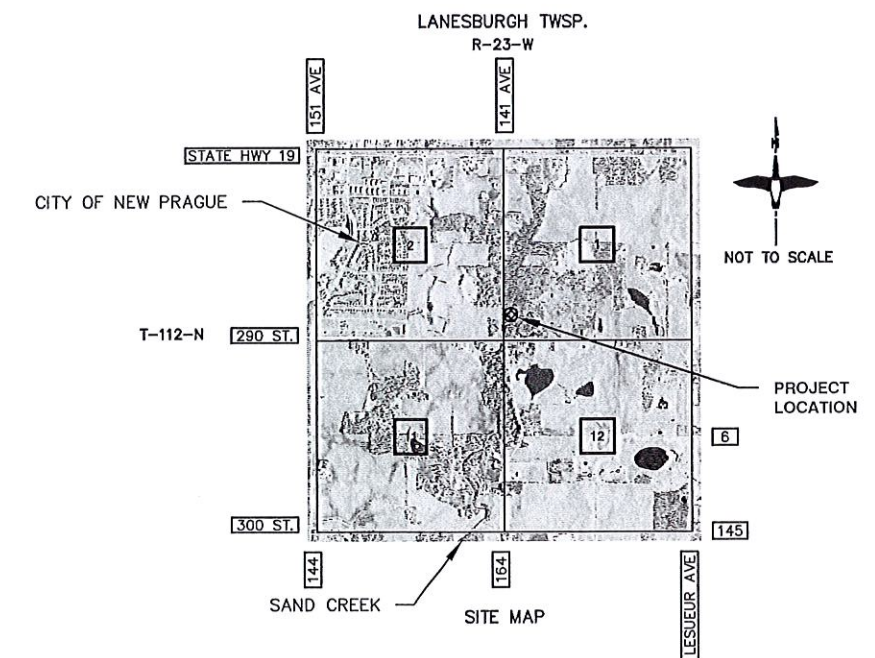 LANESBURGH TWSP.
R-23-W
151 AVE
141 AVE
STATE HWY 19
N
CITY OF NEW PRAGUE
2
1
NOT TO SCALE
T-112-N
290 ST.
PROJECT
LOCATION
12
6
300 ST.
145
144
164
LESUEUR AVE
SAND CREEK
SITE MAP